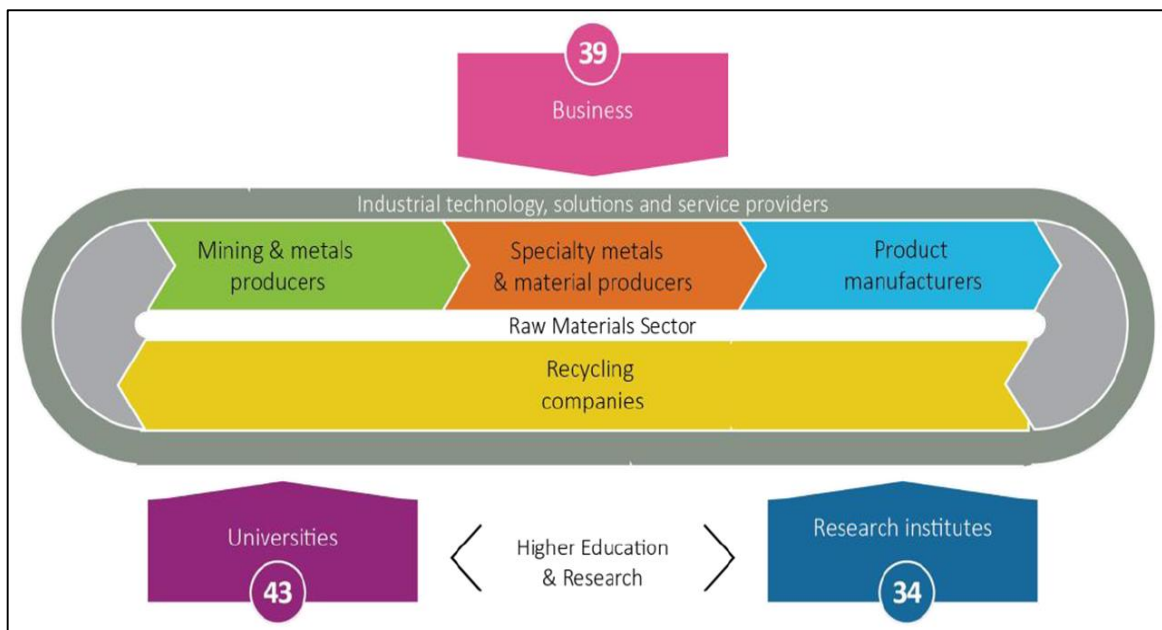 39
Business
Industrial technology, solutions and service providers
Mining & metals
producers
Specialty metals
& material producers
Product
manufacturers
Raw Materials Sector
Recycling
companies
Universities
43
Higher Education
& Research
Research institutes
34